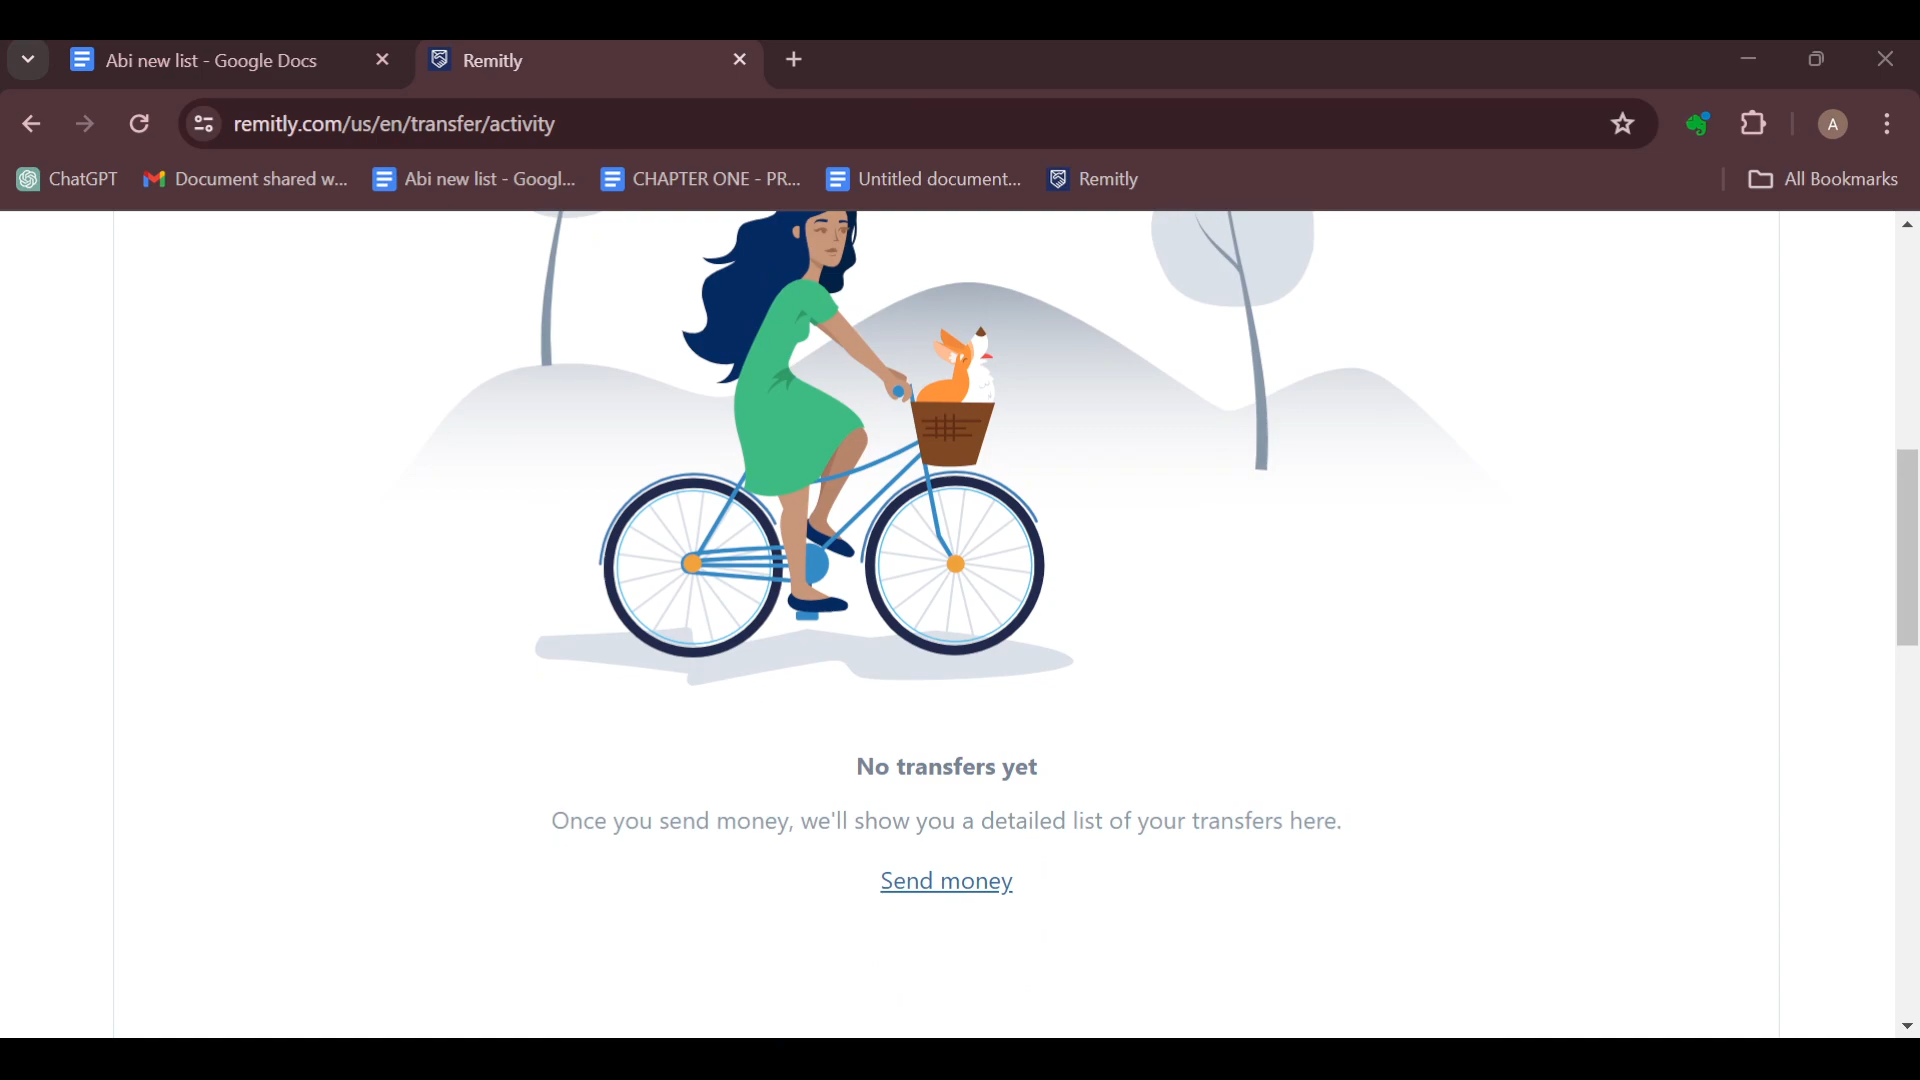 Abi new list - Google Docs
Remitly
remitly.com/us/en/transfer/activity
A
ChatGPT
Document shared w...
Abi new list - Googl...
CHAPTER ONE - PR...
Untitled document...
Remitly
All Bookmarks
No transfers yet
Once you send money, we'll show you a detailed list of your transfers here.
Send money